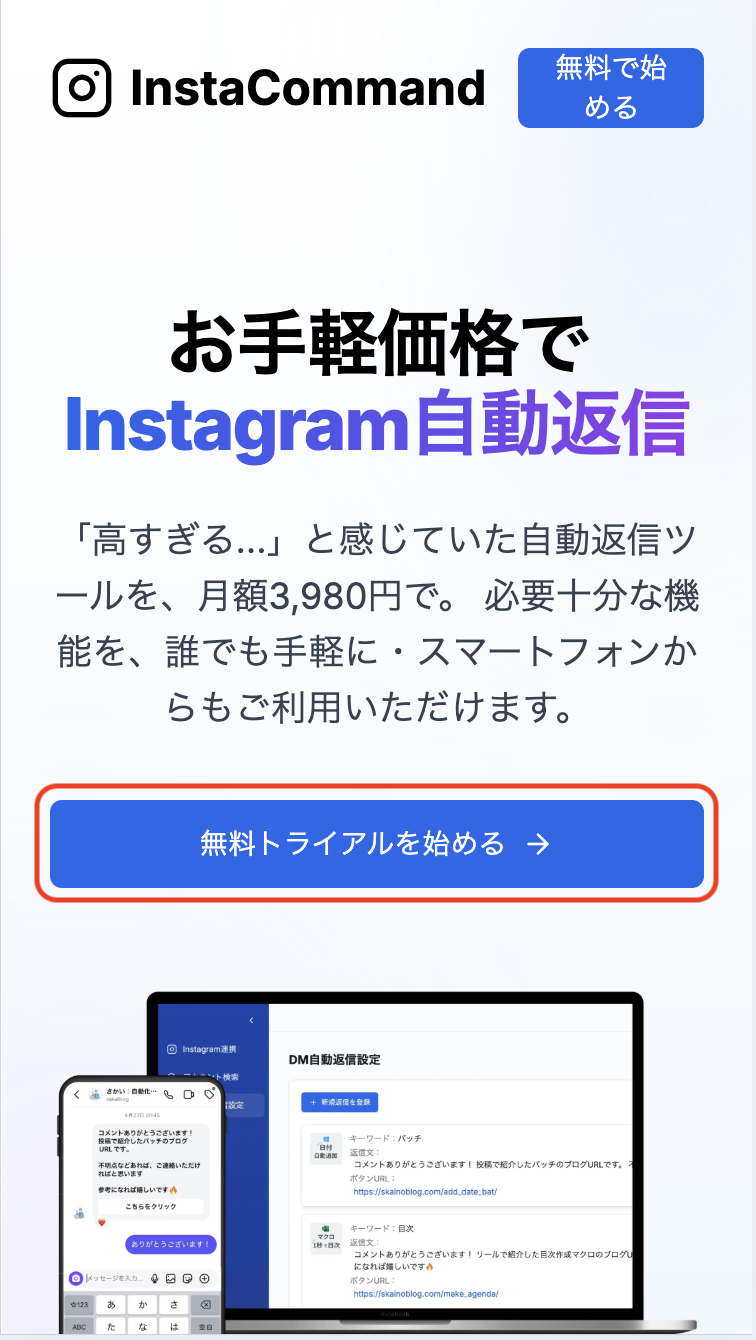 InstaCommand
無料で始
める
お手軽価格で
Instagram自動返信
「高すぎる...」と感じていた自動返信ツ
ールを、月額3,980円で。 必要十分な機
能を、誰でも手軽に・スマートフォンか
らもご利用いただけます。
無料トライアルを始める →
Instagram連携
検索
設定
DM自動返信設定
+ 新規返信を登録
日付
自動追加
キーワード：バッチ
返信文：
コメントありがとうございます！ 投稿で紹介したバッチのブログURLです。
ボタンURL：
https://skainoblog.com/add_date_bat/
マクロ
1秒で目次
キーワード：目次
返信文：
コメントありがとうございます！ リールで紹介した目次作成マクロのブログU
になれば嬉しいです🔥
ボタンURL：
https://skainoblog.com/make_agenda/
さかい｜自動化…
sakaiblog
4月23日 20:45
コメントありがとうございます！
投稿で紹介したバッチのブログ
URLです。
不明点などあれば、ご連絡いただけ
ればと思います
参考になれば嬉しいです🔥
こちらをクリック
ありがとうございます！
メッセージを入力...
☆123
あ
か
さ
ABC
た
な
は
空白